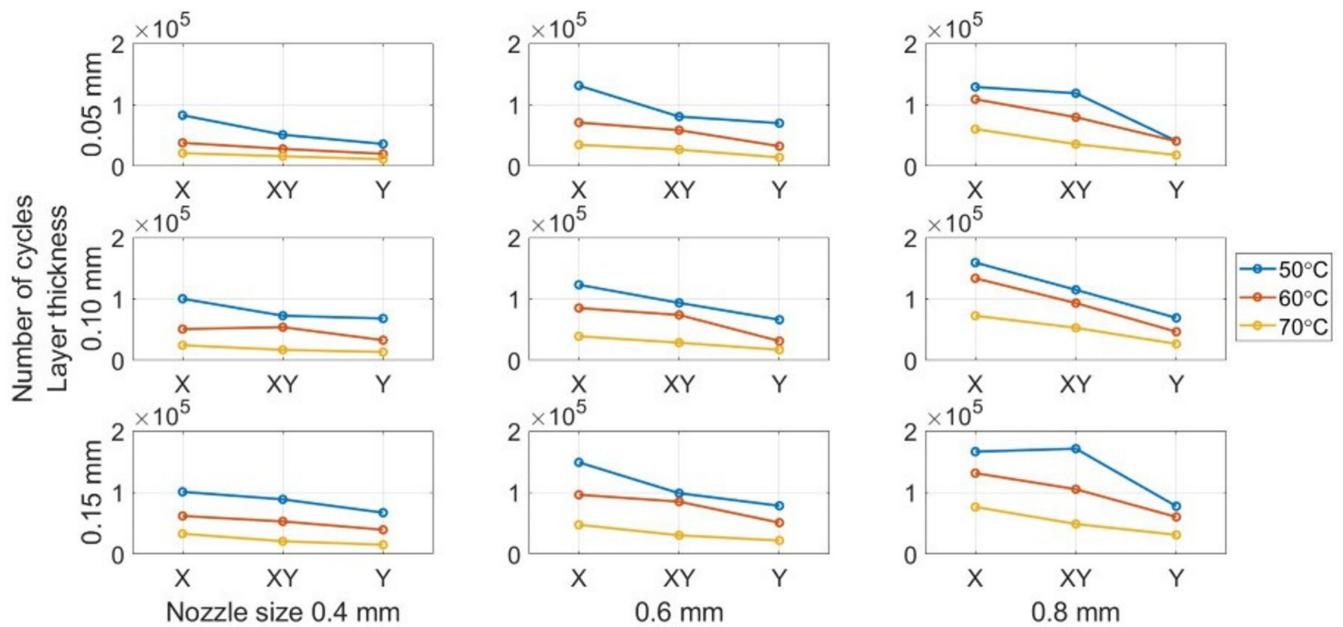 ×10⁵ ×10⁵ ×10⁵
2 2 2
1 1 1
0 0 0
X XY Y X XY Y X XY Y
0.05 mm
×10⁵ ×10⁵ ×10⁵
2 2 2
1 1 1
0 0 0
X XY Y X XY Y X XY Y
Number of cycles
Layer thickness
0.10 mm
50°C
60°C
70°C
×10⁵ ×10⁵ ×10⁵
2 2 2
1 1 1
0 0 0
X XY Y X XY Y X XY Y
0.15 mm
Nozzle size 0.4 mm 0.6 mm 0.8 mm